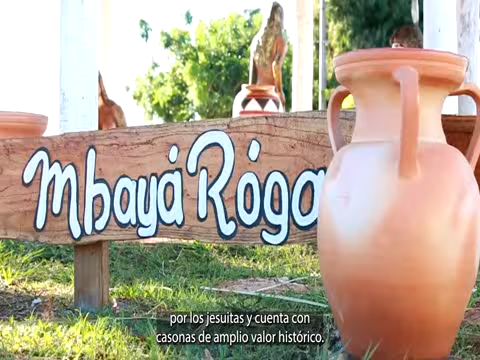 Mbayá Róga
por los jesuitas y cuenta con
casonas de amplio valor histórico.